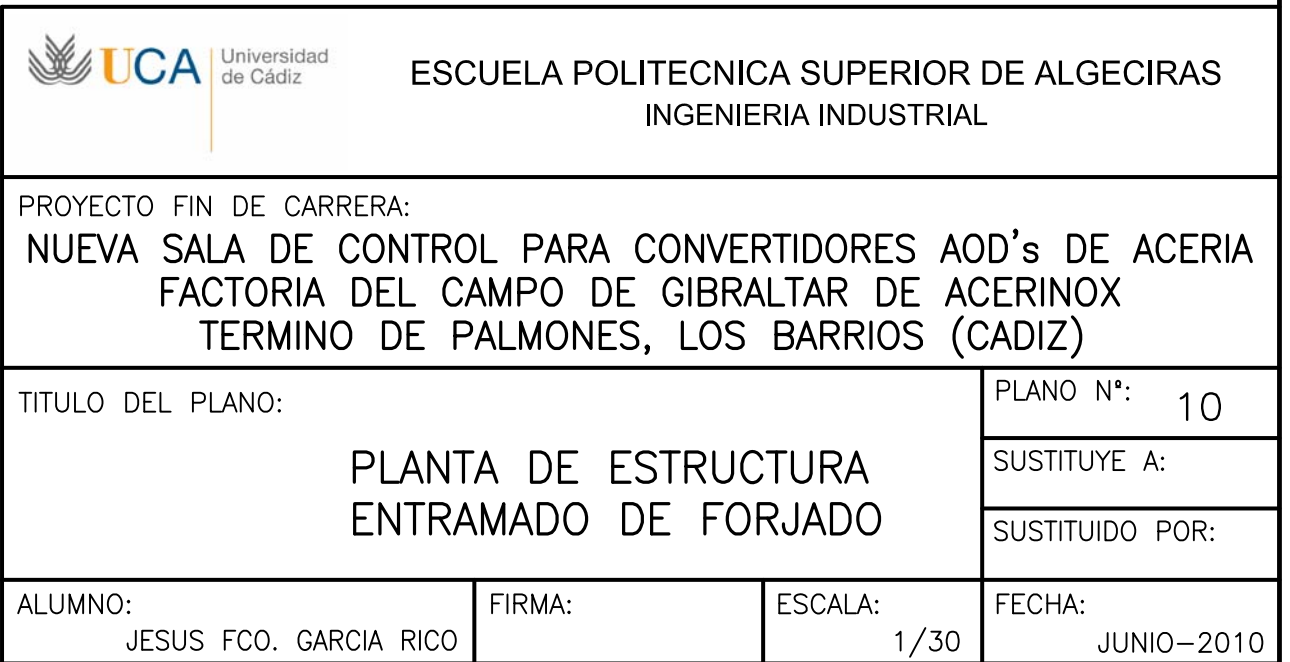 UCA
Universidad
de Cádiz
ESCUELA POLITECNICA SUPERIOR DE ALGECIRAS
INGENIERIA INDUSTRIAL
PROYECTO FIN DE CARRERA:
NUEVA SALA DE CONTROL PARA CONVERTIDORES AOD's DE ACERIA
FACTORIA DEL CAMPO DE GIBRALTAR DE ACERINOX
TERMINO DE PALMONES, LOS BARRIOS (CADIZ)
TITULO DEL PLANO:
PLANTA DE ESTRUCTURA
ENTRAMADO DE FORJADO
PLANO Nº: 10
SUSTITUYE A:
SUSTITUIDO POR:
ALUMNO:
JESUS FCO. GARCIA RICO
FIRMA:
ESCALA:
1/30
FECHA:
JUNIO-2010